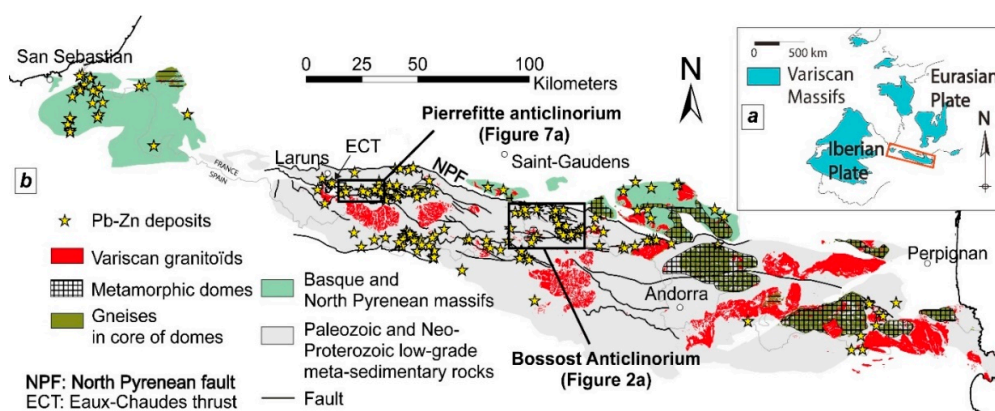 San Sebastian
0 20 40 60 100
Kilometers
N
Pierrefitte anticlinorium
(Figure 7a)
Laruns
ECT
NPF
Saint-Gaudens
FRANCE
SPAIN
b
0 500 km
Variscan
Massifs
Eurasian
Plate
Iberian
Plate
N
a
Pb-Zn deposits
Variscan granitoïds
Metamorphic domes
Gneises
in core of domes
Basque and
North Pyrenean massifs
Paleozoic and Neo-
Proterozoic low-grade
meta-sedimentary rocks
Fault
NPF: North Pyrenean fault
ECT: Eaux-Chaudes thrust
Andorra
Perpignan
Bossost Anticlinorium
(Figure 2a)